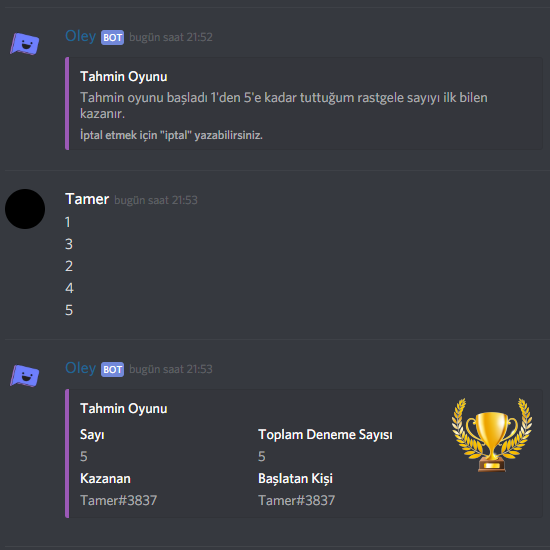 Oley BOT bugün saat 21:52
Tahmin Oyunu
Tahmin oyunu başladı 1'den 5'e kadar tuttuğum rastgele sayıyı ilk bilen
kazanır.
İptal etmek için "iptal" yazabilirsiniz.
Tamer bugün saat 21:53
1
3
2
4
5
Oley BOT bugün saat 21:53
Tahmin Oyunu
Sayı Toplam Deneme Sayısı
5 5
Kazanan Başlatan Kişi
Tamer#3837 Tamer#3837